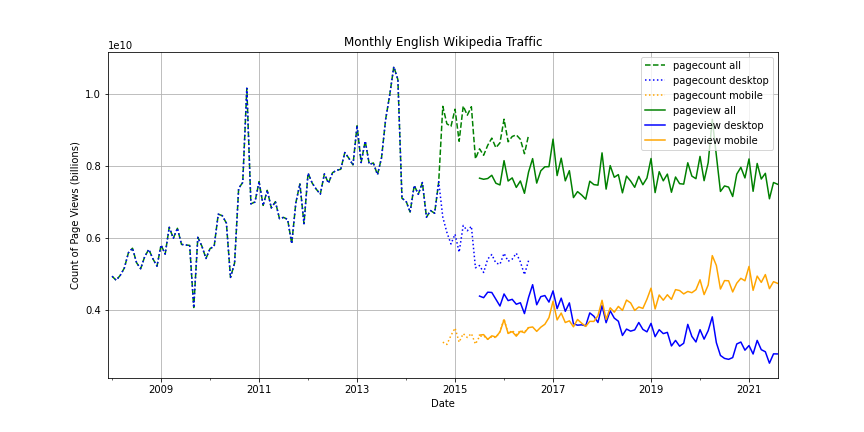 Monthly English Wikipedia Traffic
1e10
1.0
0.8
0.6
0.4
Count of Page Views (billions)
pagecount all
pagecount desktop
pagecount mobile
pageview all
pageview desktop
pageview mobile
2009 2011 2013 2015 2017 2019 2021
Date